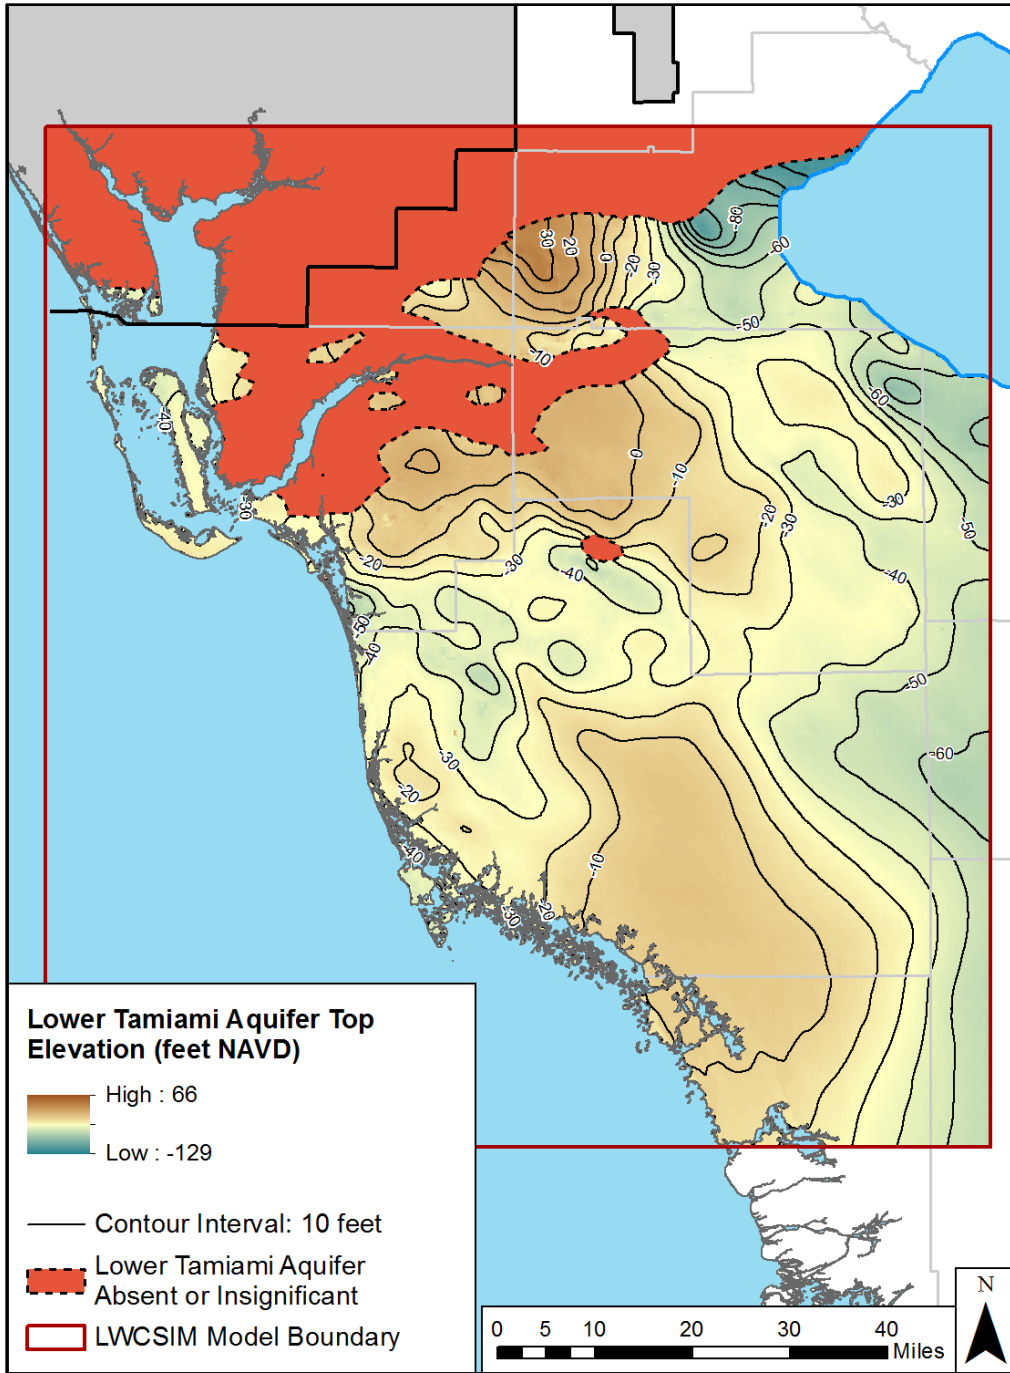 30
20
0
-20
-30
-80
-60
-50
-10
-60
-40
0
-10
-30
-30
-20
-30
-50
-20
-30
-40
-40
-50
-40
-50
-30
-60
-20
-40
-10
-20
-30
Lower Tamiami Aquifer Top
Elevation (feet NAVD)
High : 66
Low : -129
Contour Interval: 10 feet
Lower Tamiami Aquifer
Absent or Insignificant
LWCSIM Model Boundary
N
0 5 10 20 30 40
Miles